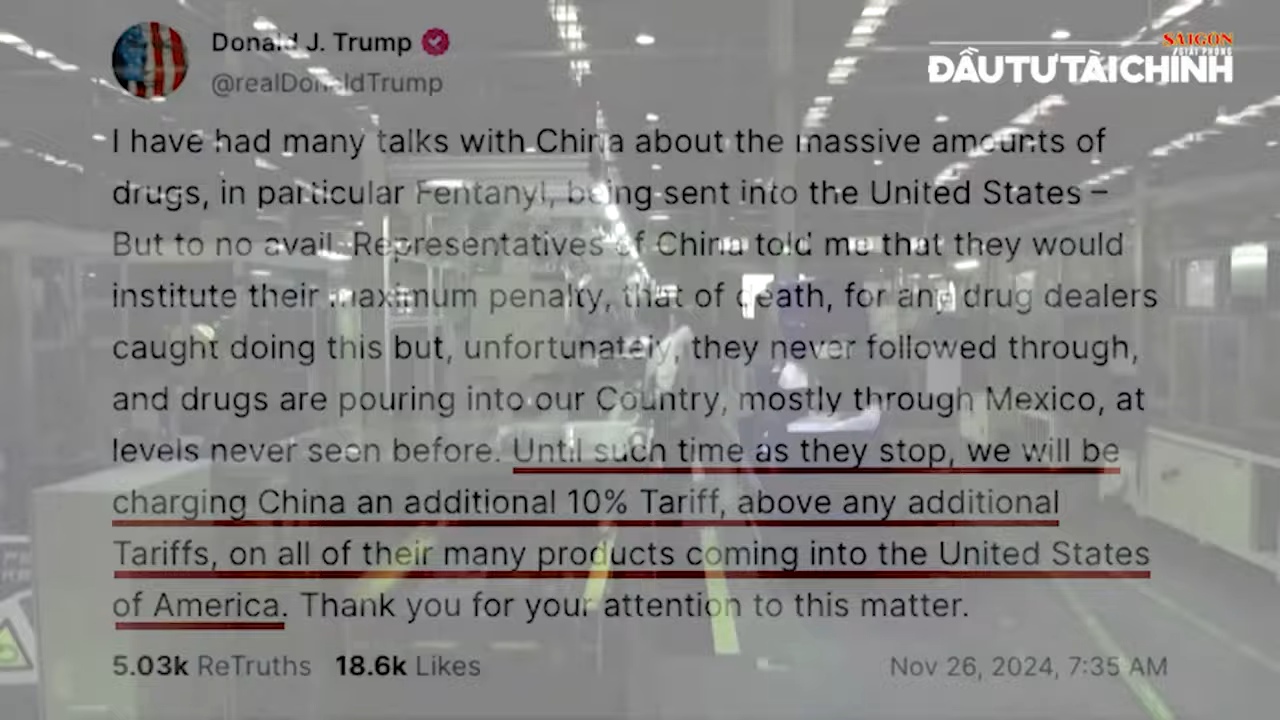 Donald J. Trump
@realDonaldTrump
SAIGON
GIẢI PHÓNG
ĐẦU TƯ TÀI CHÍNH
I have had many talks with China about the massive amounts of
drugs, in particular Fentanyl, being sent into the United States –
But to no avail. Representatives of China told me that they would
institute their maximum penalty, that of death, for any drug dealers
caught doing this but, unfortunately, they never followed through,
and drugs are pouring into our Country, mostly through Mexico, at
levels never seen before. Until such time as they stop, we will be
charging China an additional 10% Tariff, above any additional
Tariffs, on all of their many products coming into the United States
of America. Thank you for your attention to this matter.
5.03k ReTruths 18.6k Likes
Nov 26, 2024, 7:35 AM